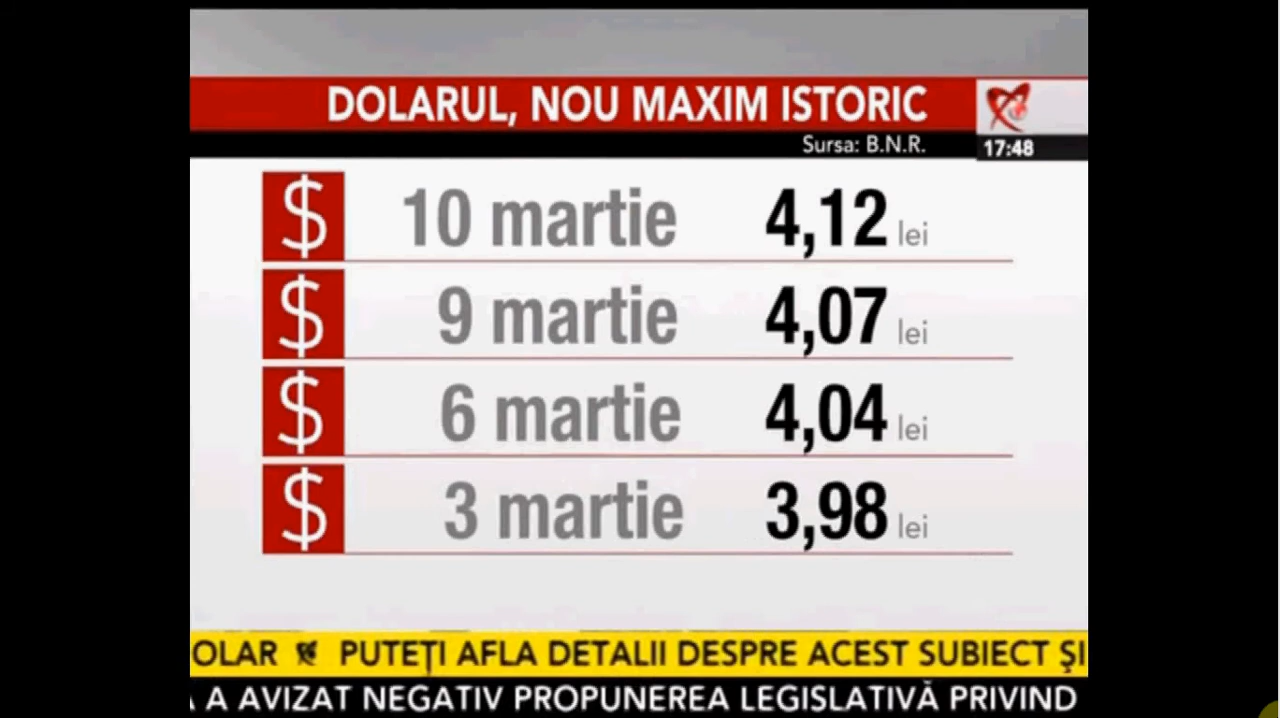 DOLARUL, NOU MAXIM ISTORIC
Sursa: B.N.R.
17:48
$ 10 martie 4,12 lei
$ 9 martie 4,07 lei
$ 6 martie 4,04 lei
$ 3 martie 3,98 lei
OLAR PUTEȚI AFLA DETALII DESPRE ACEST SUBIECT ȘI
A AVIZAT NEGATIV PROPUNEREA LEGISLATIVĂ PRIVIND